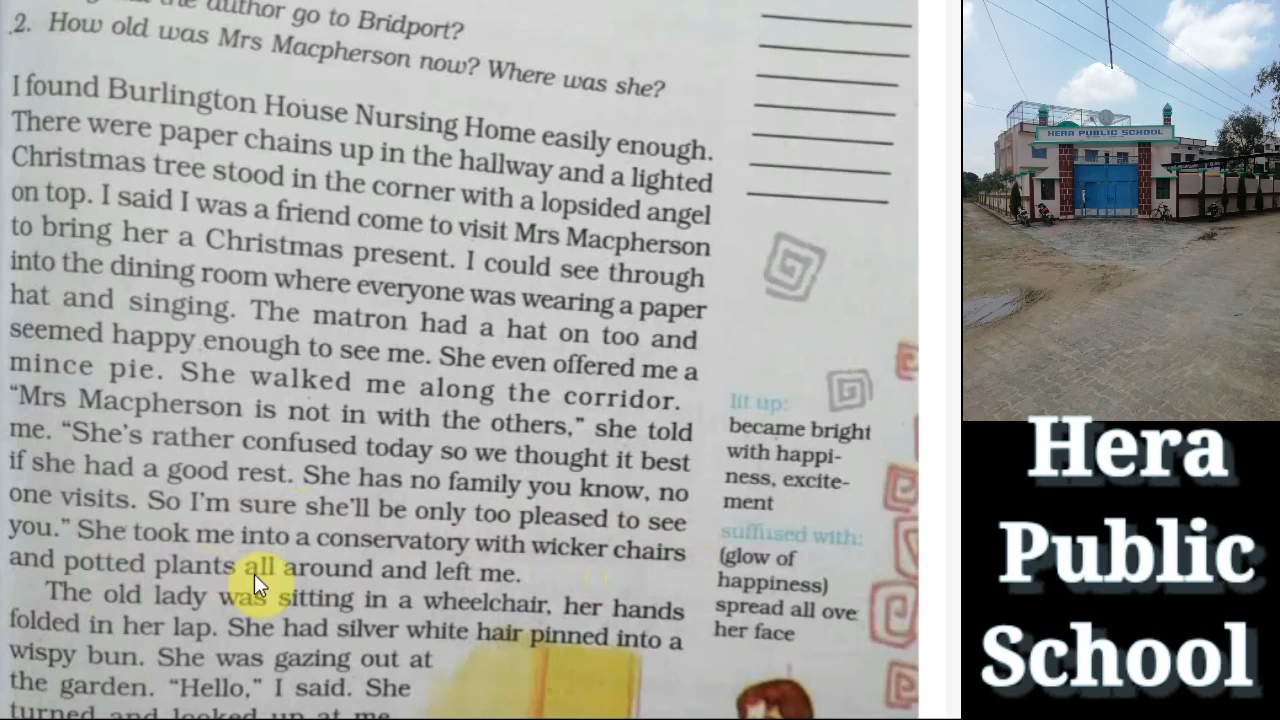 the author go to Bridport?
2. How old was Mrs Macpherson now? Where was she?
I found Burlington House Nursing Home easily enough.
There were paper chains up in the hallway and a lighted
Christmas tree stood in the corner with a lopsided angel
on top. I said I was a friend come to visit Mrs Macpherson
to bring her a Christmas present. I could see through
into the dining room where everyone was wearing a paper
hat and singing. The matron had a hat on too and
seemed happy enough to see me. She even offered me a
mince pie. She walked me along the corridor.
“Mrs Macpherson is not in with the others,” she told
me. “She’s rather confused today so we thought it best
if she had a good rest. She has no family you know, no
one visits. So I’m sure she’ll be only too pleased to see
you.” She took me into a conservatory with wicker chairs
and potted plants all around and left me.
The old lady was sitting in a wheelchair, her hands
folded in her lap. She had silver white hair pinned into a
wispy bun. She was gazing out at
the garden. “Hello,” I said. She
turned and looked up at me
lit up:
became bright
with happi-
ness, excite-
ment
suffused with:
(glow of
happiness)
spread all ove
her face
HERA PUBLIC SCHOOL
Hera
Public
School